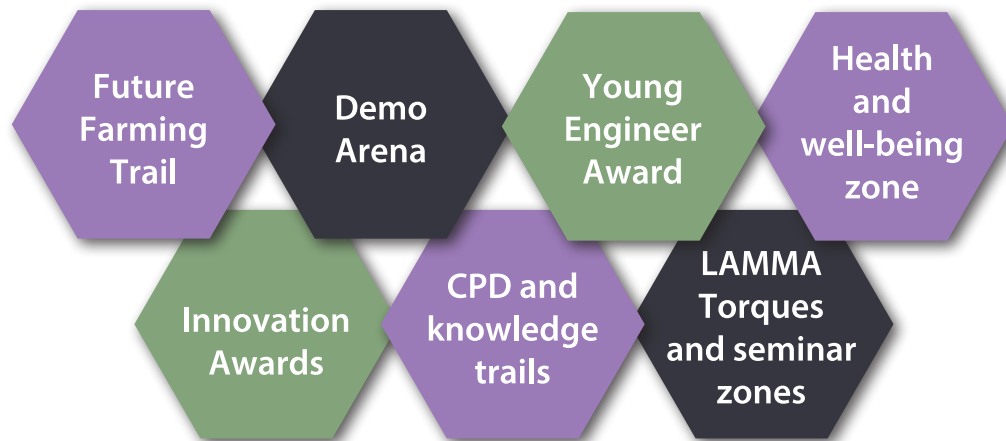 Future
Farming
Trail
Demo
Arena
Young
Engineer
Award
Health
and
well-being
zone
Innovation
Awards
CPD and
knowledge
trails
LAMMA
Torques
and seminar
zones